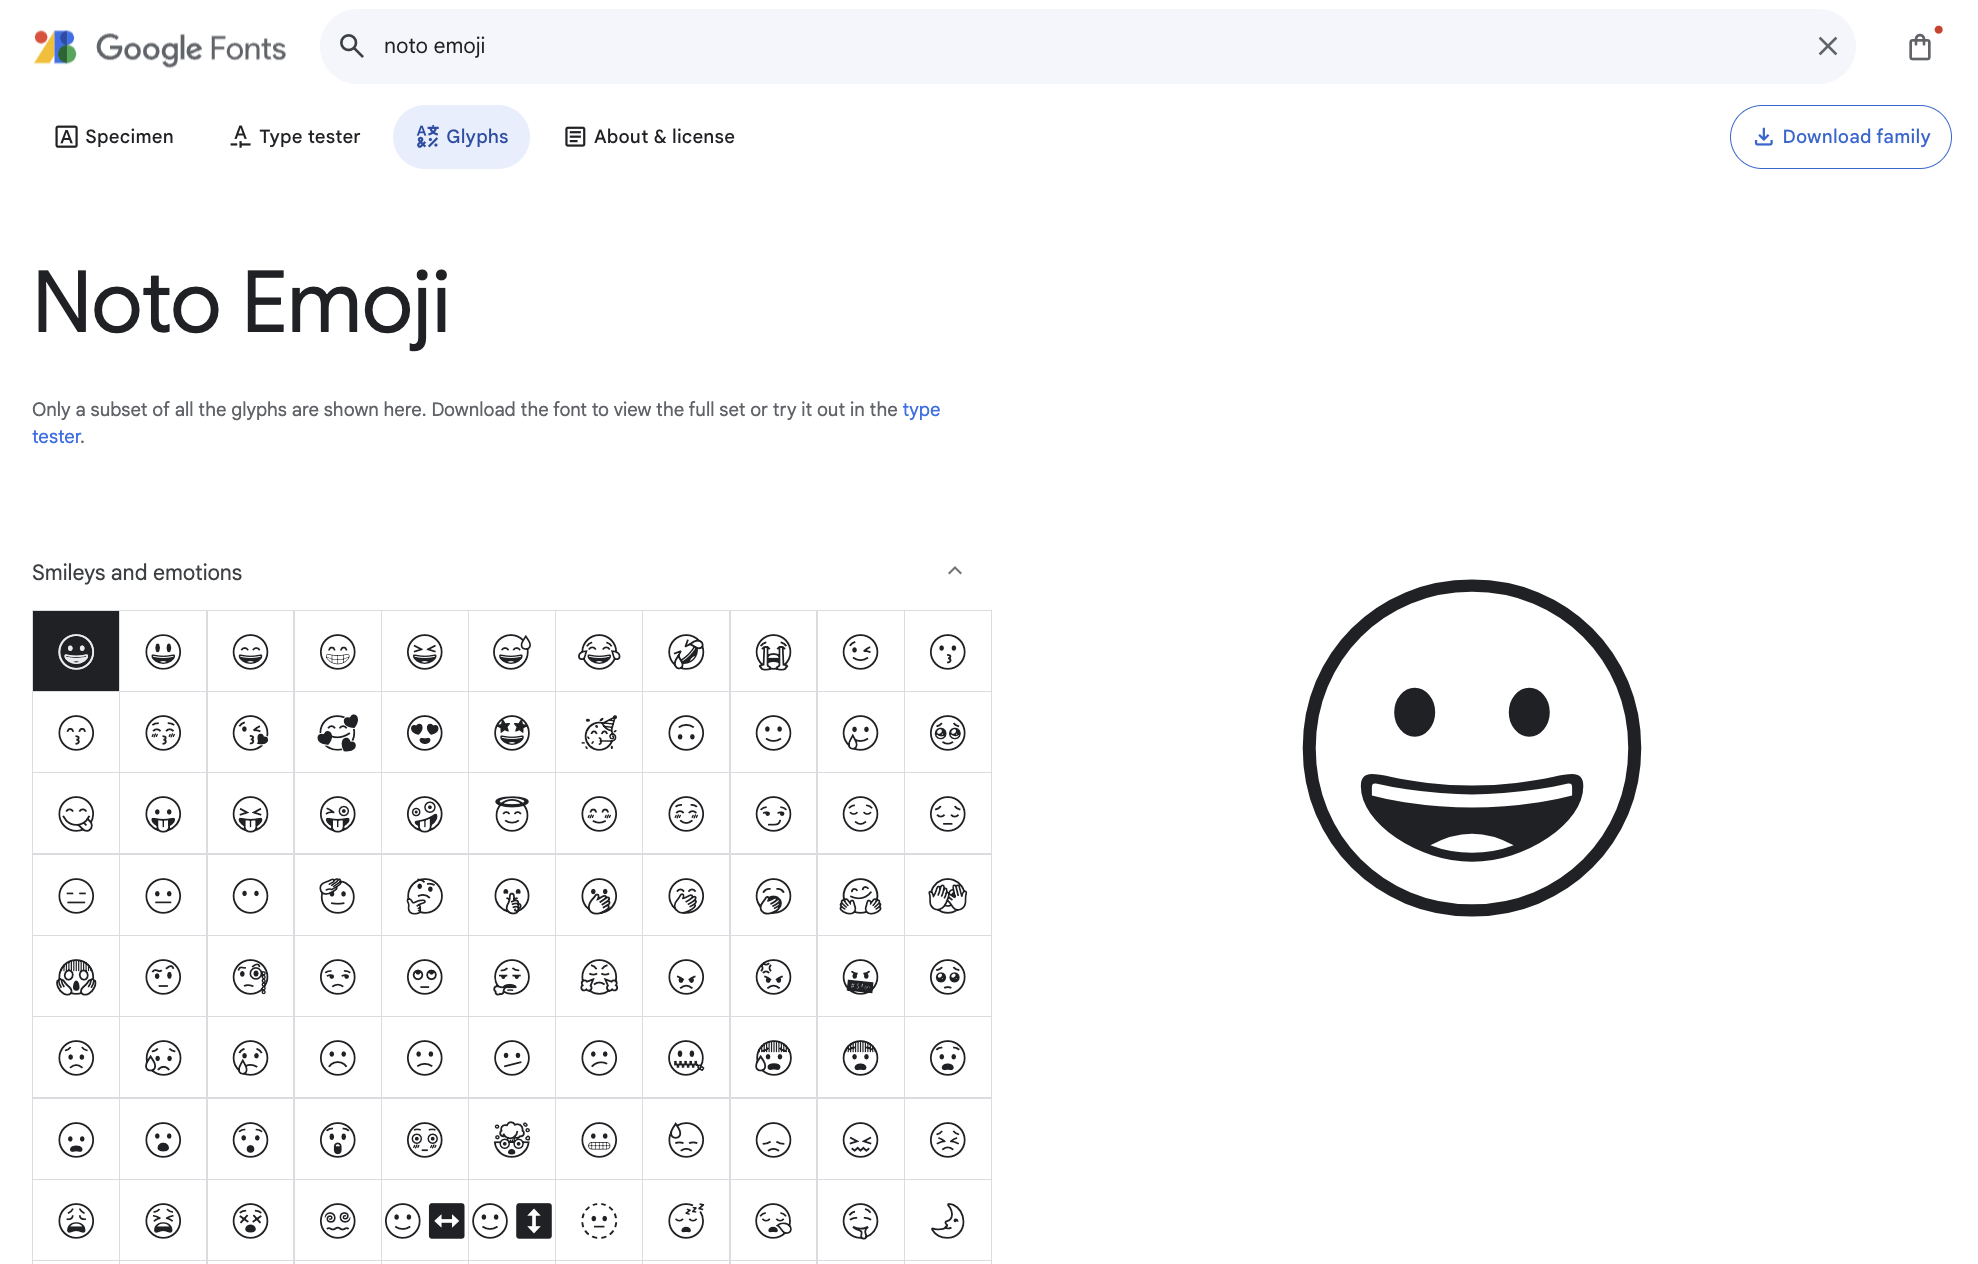 Google Fonts
noto emoji
Specimen
Type tester
Glyphs
About & license
Download family
Noto Emoji
Only a subset of all the glyphs are shown here. Download the font to view the full set or try it out in the type
tester.
Smileys and emotions